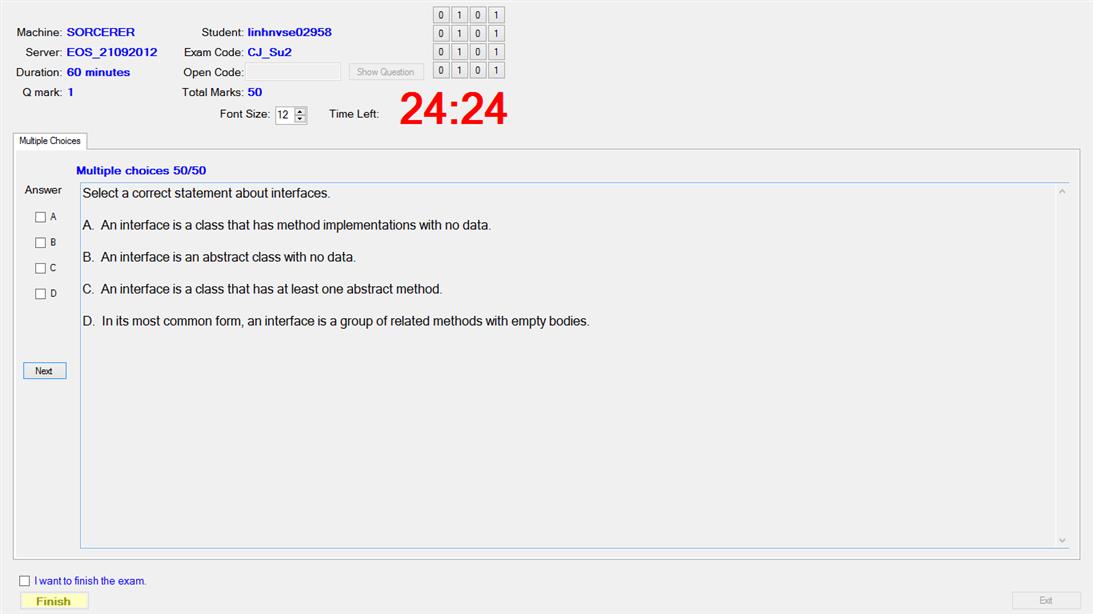 Machine: SORCERER Student: linhnvse02958
Server: EOS_21092012 Exam Code: CJ_Su2
Duration: 60 minutes Open Code: Show Question
Q mark: 1 Total Marks: 50
0 1 0 1
0 1 0 1
0 1 0 1
0 1 0 1
Font Size: 12 Time Left: 24:24
Multiple Choices
Multiple choices 50/50
Answer
A
B
C
D
Next
Select a correct statement about interfaces.
A. An interface is a class that has method implementations with no data.
B. An interface is an abstract class with no data.
C. An interface is a class that has at least one abstract method.
D. In its most common form, an interface is a group of related methods with empty bodies.
I want to finish the exam.
Finish Exit